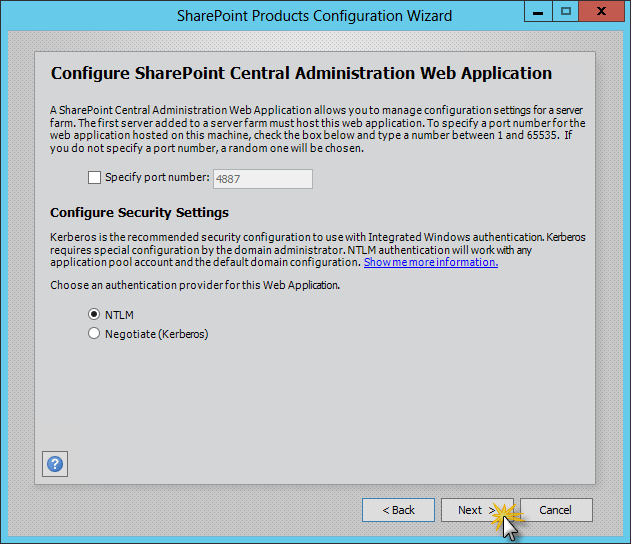 SharePoint Products Configuration Wizard
Configure SharePoint Central Administration Web Application
A SharePoint Central Administration Web Application allows you to manage configuration settings for a server
farm. The first server added to a server farm must host this web application. To specify a port number for the
web application hosted on this machine, check the box below and type a number between 1 and 65535. If
you do not specify a port number, a random one will be chosen.
Specify port number: 4887
Configure Security Settings
Kerberos is the recommended security configuration to use with Integrated Windows authentication. Kerberos
requires special configuration by the domain administrator. NTLM authentication will work with any
application pool account and the default domain configuration. Show me more information.
Choose an authentication provider for this Web Application.
NTLM
Negotiate (Kerberos)
?
< Back Next > Cancel